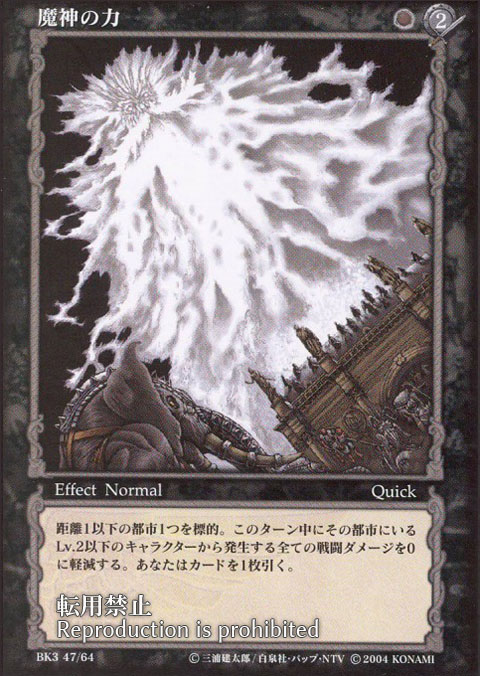 魔神の力
2
Effect Normal Quick
距離1以下の都市1つを標的。このターン中にその都市にいる
Lv.2以下のキャラクターから発生する全ての戦闘ダメージを0
に軽減する。あなたはカードを1枚引く。
転用禁止
Reproduction is prohibited
BK3 47/64 ©三浦建太郎/白泉社・バップ・NTV ©2004 KONAMI